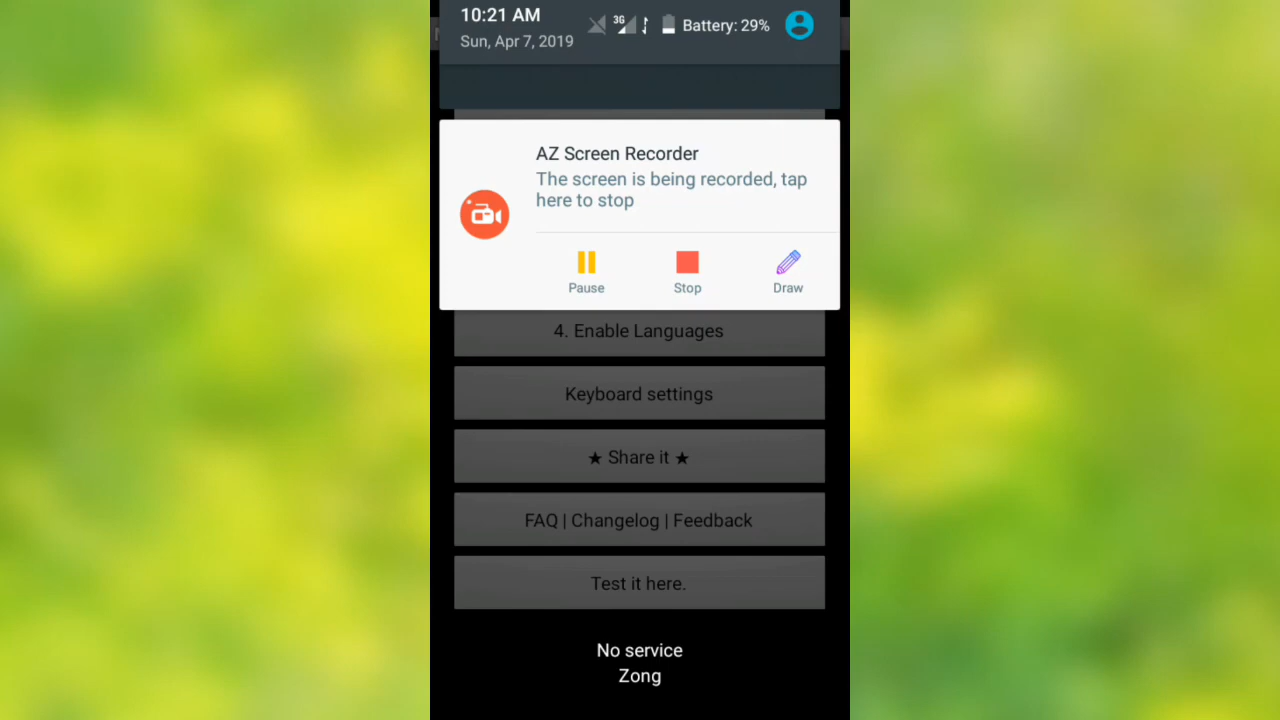 10:21 AM
Sun, Apr 7, 2019
3G
Battery: 29%
AZ Screen Recorder
The screen is being recorded, tap
here to stop
Pause
Stop
Draw
4. Enable Languages
Keyboard settings
★ Share it ★
FAQ | Changelog | Feedback
Test it here.
No service
Zong